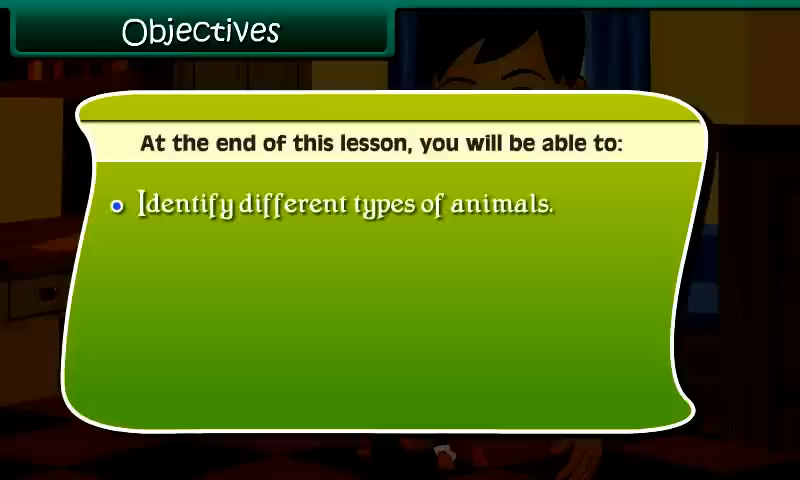 Objectives
At the end of this lesson, you will be able to:
Identify different types of animals.